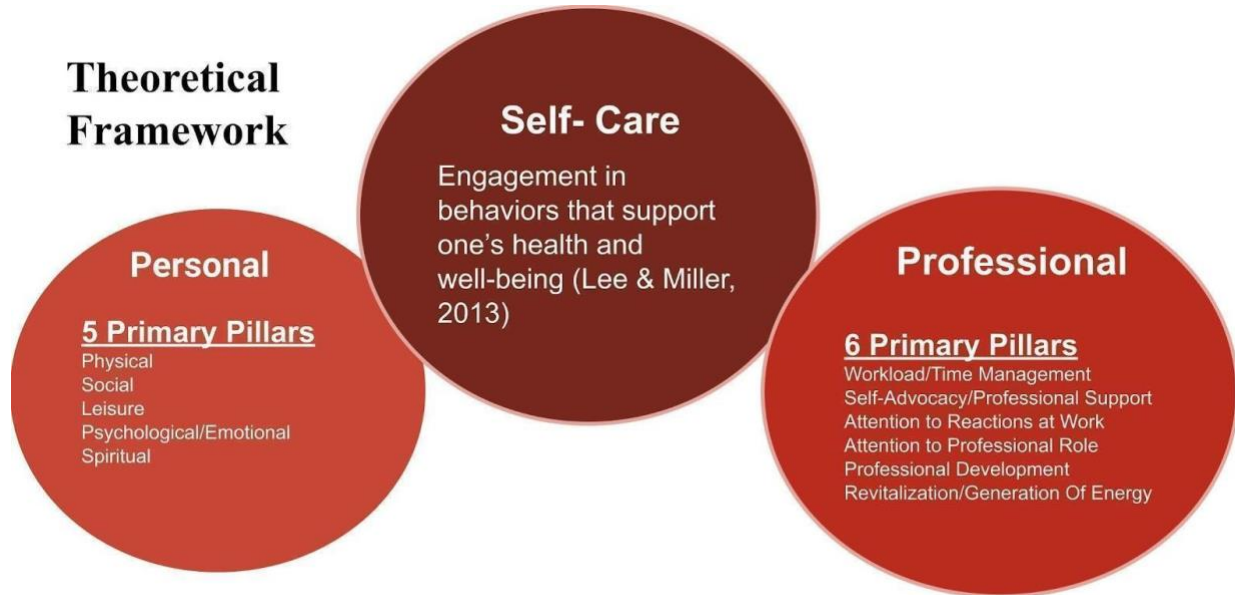 Theoretical
Framework
Self- Care
Engagement in
behaviors that support
one's health and
well-being (Lee & Miller,
2013)
Personal
5 Primary Pillars
Physical
Social
Leisure
Psychological/Emotional
Spiritual
Professional
6 Primary Pillars
Workload/Time Management
Self-Advocacy/Professional Support
Attention to Reactions at Work
Attention to Professional Role
Professional Development
Revitalization/Generation Of Energy